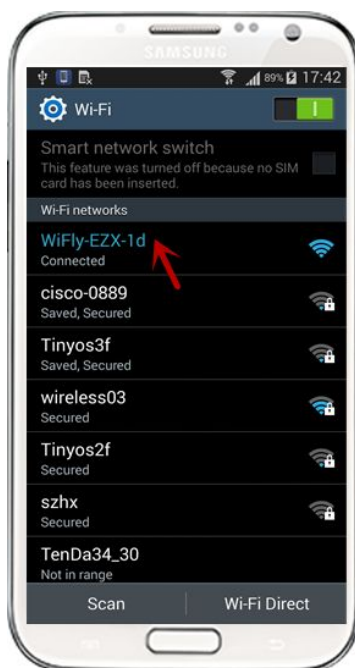 SAMSUNG
89% 17:42
Wi-Fi
Smart network switch
This feature was turned off because no SIM
card has been inserted.
Wi-Fi networks
WiFly-EZX-1d
Connected
cisco-0889
Saved, Secured
Tinyos3f
Saved, Secured
wireless03
Secured
Tinyos2f
Secured
szhx
Secured
TenDa34_30
Not in range
Scan Wi-Fi Direct